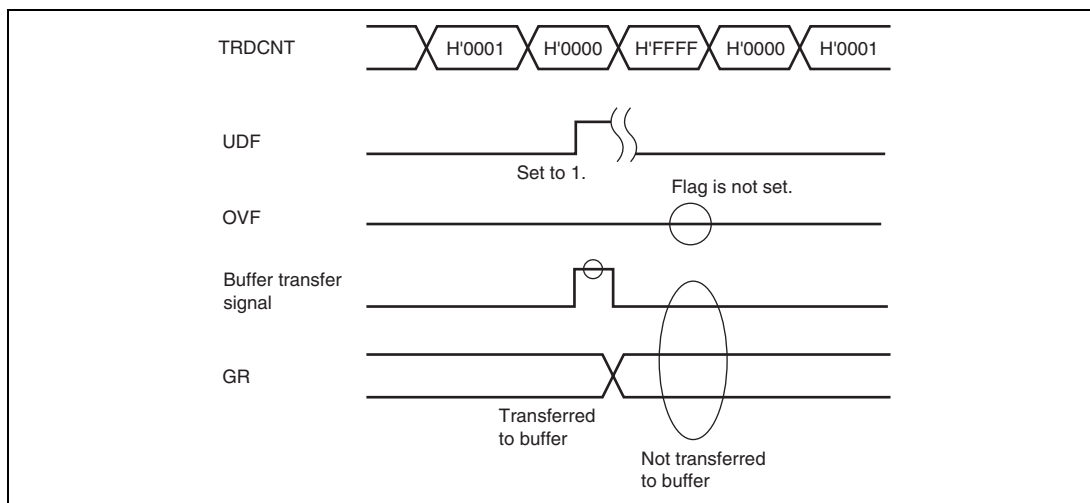 TRDCNT H'0001 H'0000 H'FFFF H'0000 H'0001
UDF
Set to 1.
Flag is not set.
OVF
Buffer transfer
signal
GR
Transferred
to buffer
Not transferred
to buffer